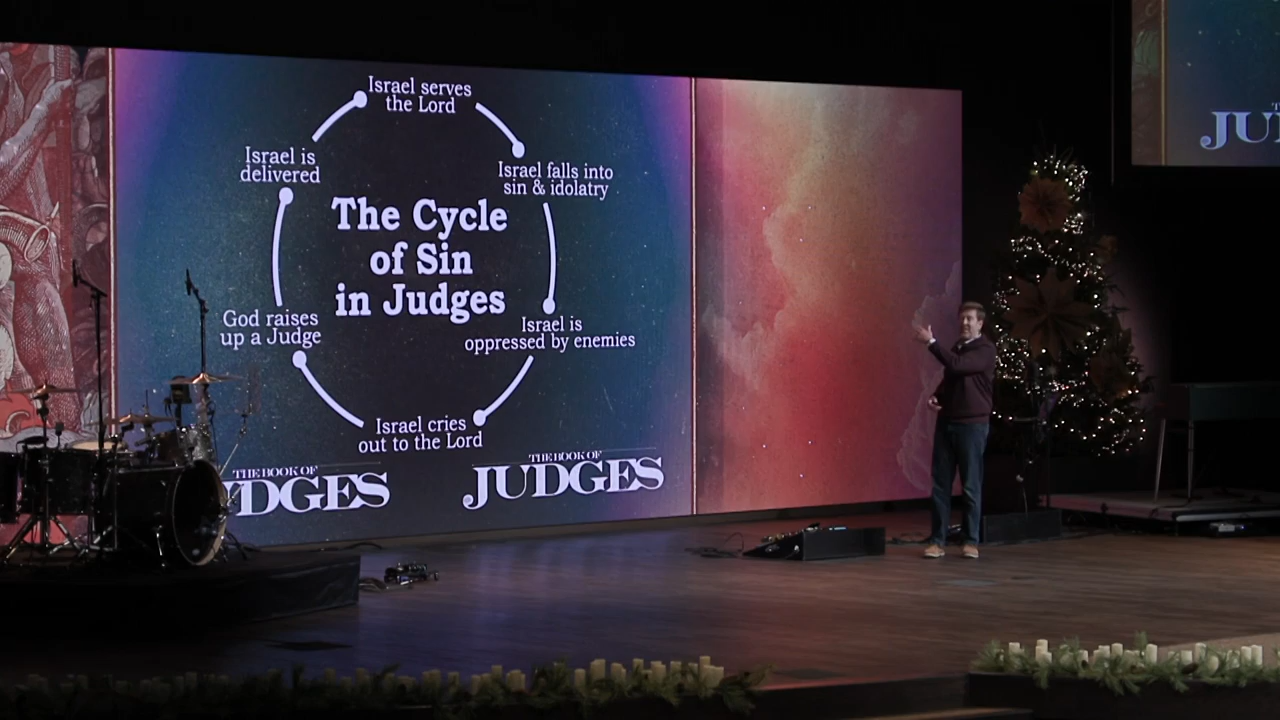 Israel serves
the Lord
Israel falls into
sin & idolatry
Israel is
oppressed by enemies
Israel cries
out to the Lord
God raises
up a Judge
Israel is
delivered
The Cycle
of Sin
in Judges
THE BOOK OF
JUDGES
THE BOOK OF
JUDGES
JU